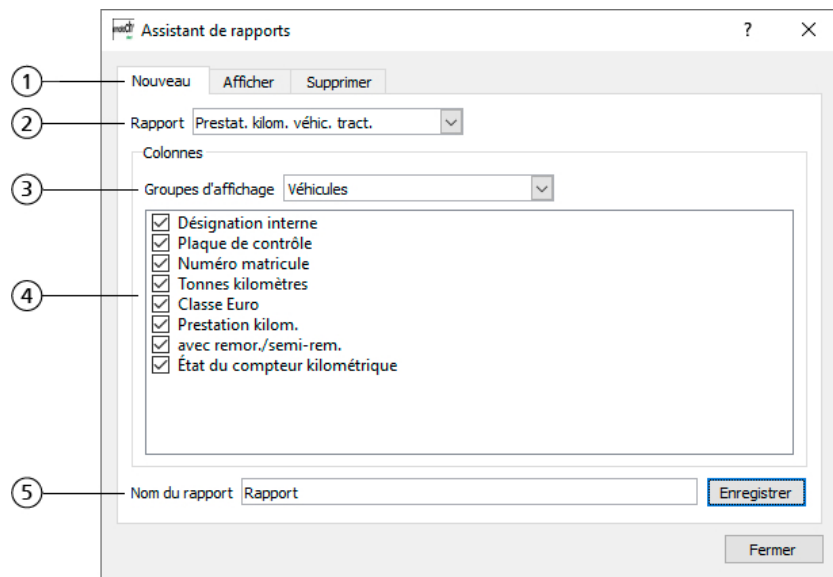 Assistant de rapports ?
1 Nouveau Afficher Supprimer
2 Rapport Prestat. kilom. véhic. tract.
Colonnes
3 Groupes d'affichage Véhicules
Désignation interne
Plaque de contrôle
Numéro matricule
Tonnes kilomètres
4 Classe Euro
Prestation kilom.
avec remor./semi-rem.
État du compteur kilométrique
5 Nom du rapport Rapport Enregistrer
Fermer